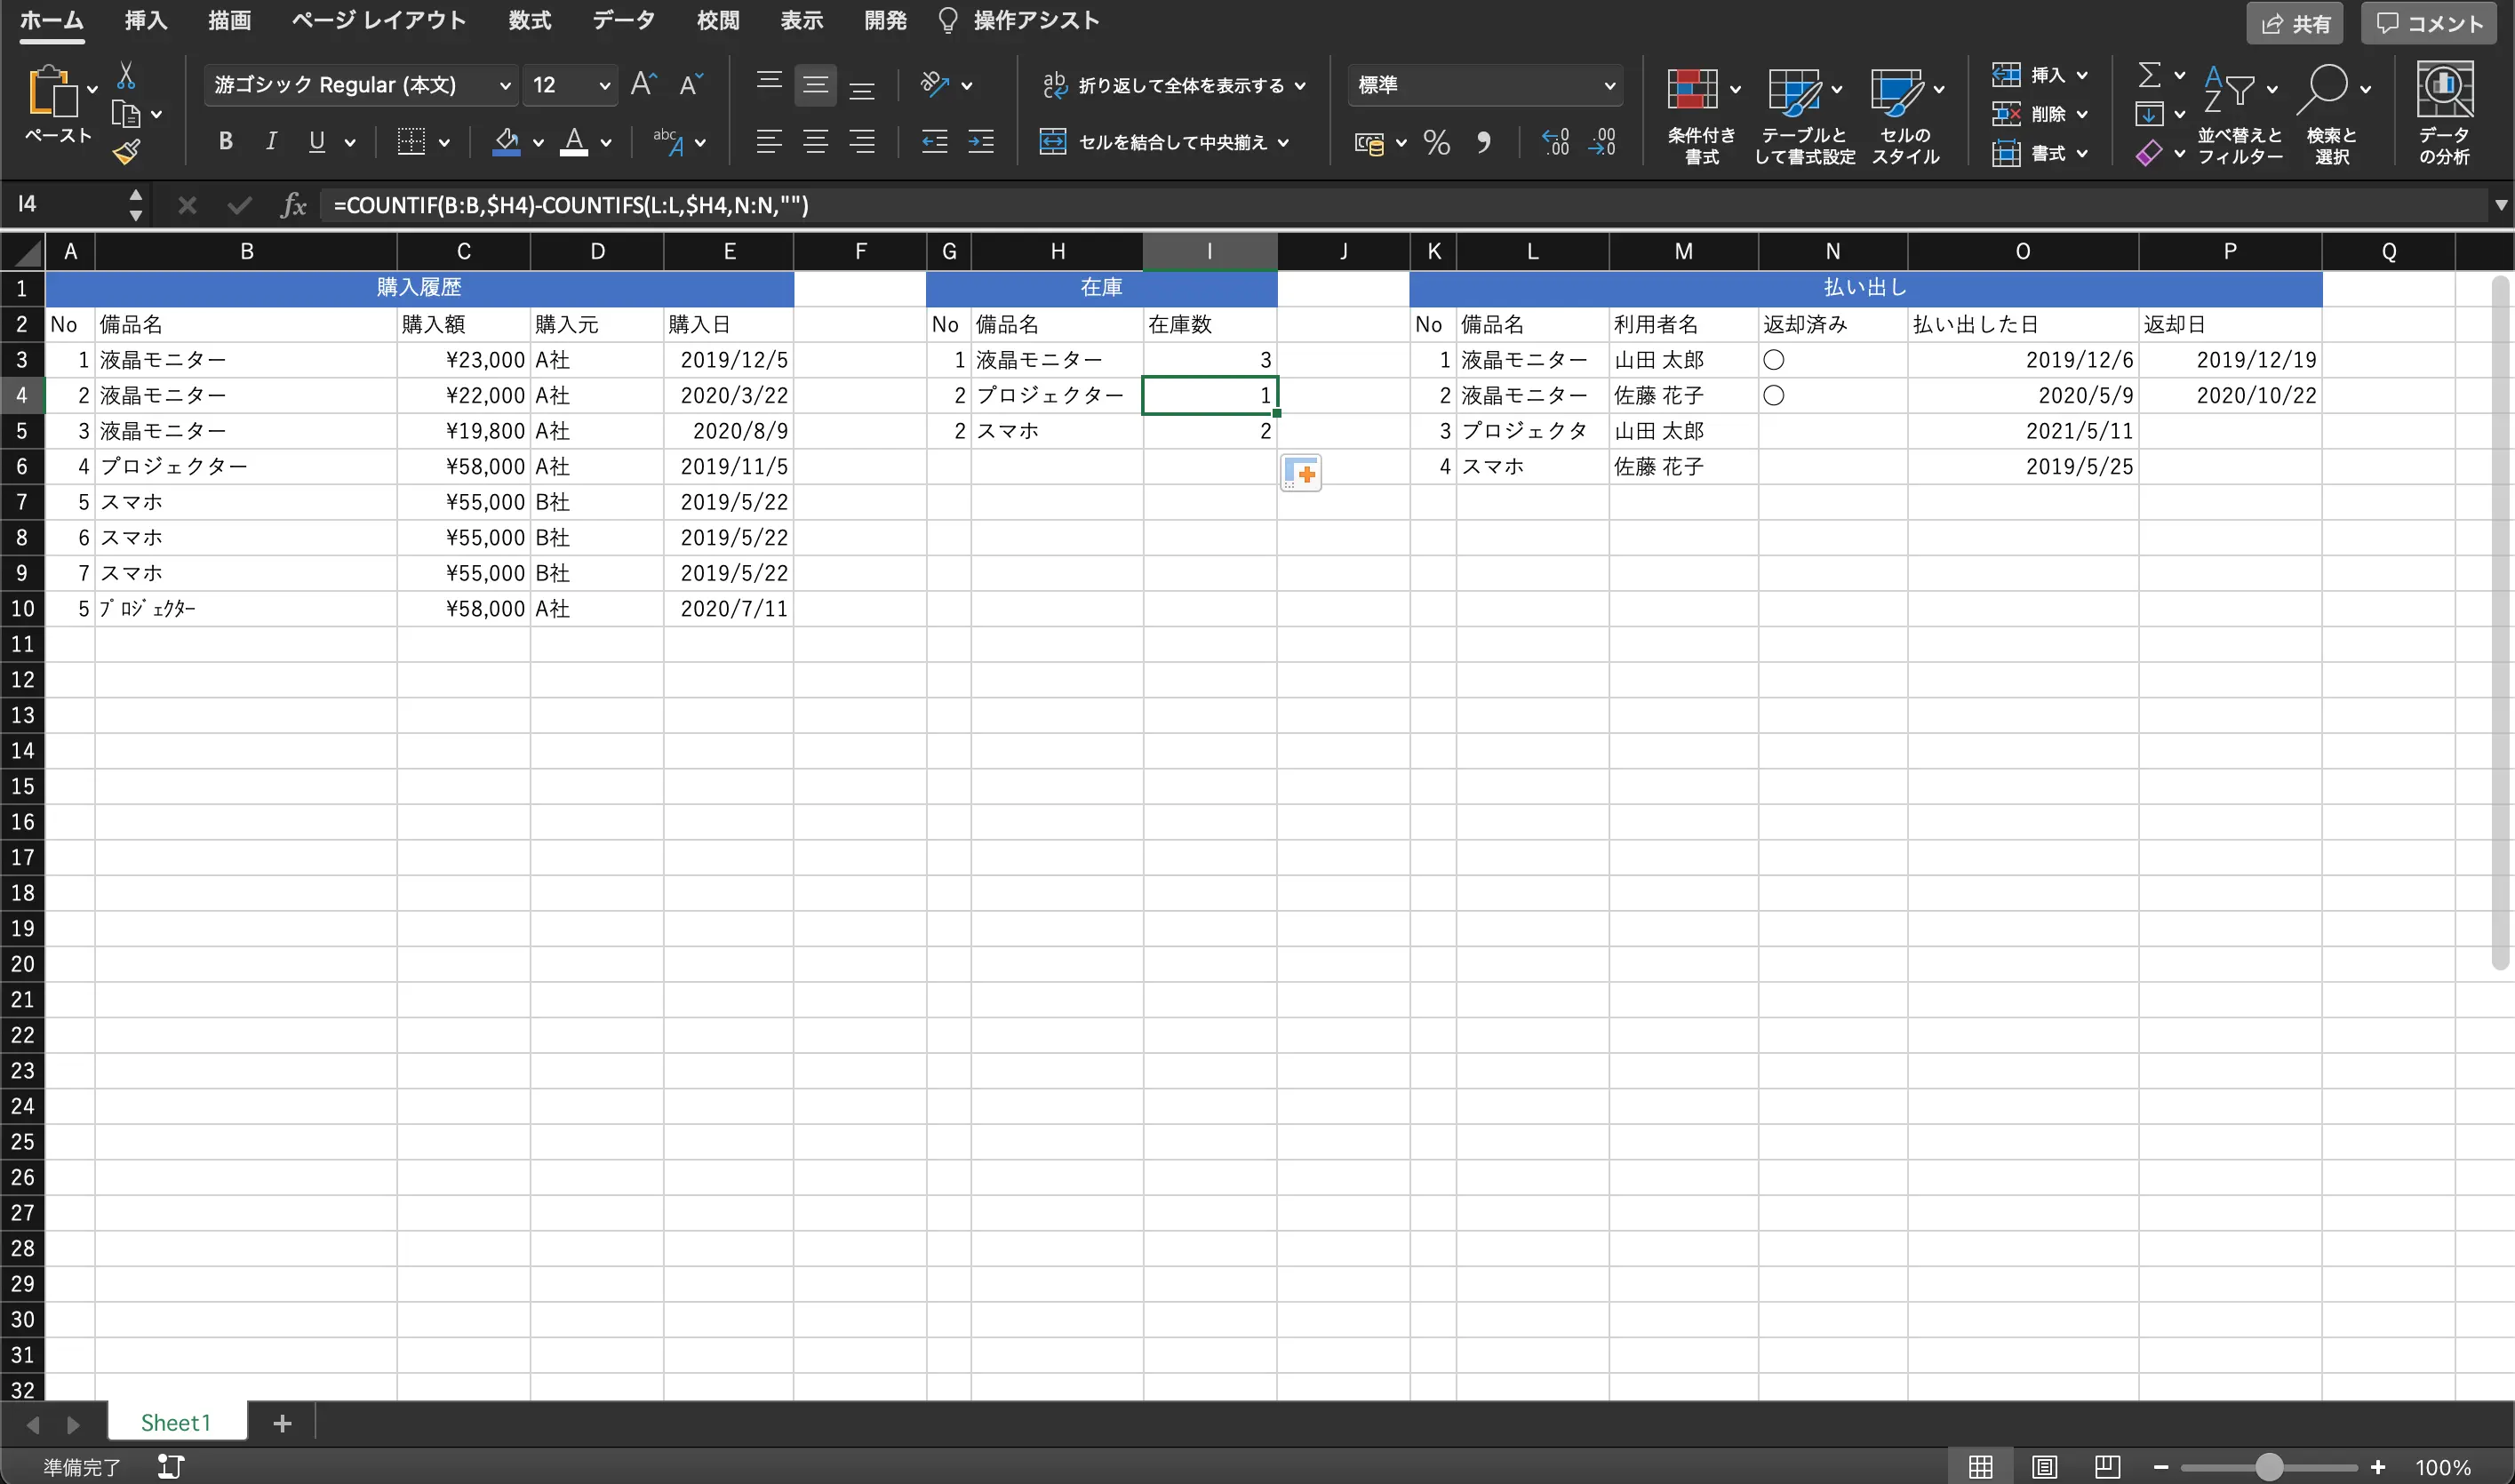 ホーム 挿入 描画 ページ レイアウト 数式 データ 校閲 表示 開発 操作アシスト 共有 コメント
ペースト
游ゴシック Regular (本文) 12
B I U
折り返して全体を表示する
セルを結合して中央揃え
標準
条件付き
書式
テーブルと
して書式設定
セルの
スタイル
挿入
削除
書式
並べ替えと
フィルター
検索と
選択
データ
の分析
I4 fx =COUNTIF(B:B,$H4)-COUNTIFS(L:L,$H4,N:N,"")
A B C D E F G H I J K L M N O P Q
1 購入履歴 在庫 払い出し
2 No 備品名 購入額 購入元 購入日 No 備品名 在庫数 No 備品名 利用者名 返却済み 払い出した日 返却日
3 1 液晶モニター ¥23,000 A社 2019/12/5 1 液晶モニター 3 1 液晶モニター 山田 太郎 ◯ 2019/12/6 2019/12/19
4 2 液晶モニター ¥22,000 A社 2020/3/22 2 プロジェクター 1 2 液晶モニター 佐藤 花子 ◯ 2020/5/9 2020/10/22
5 3 液晶モニター ¥19,800 A社 2020/8/9 2 スマホ 2 3 プロジェクタ 山田 太郎 2021/5/11
6 4 プロジェクター ¥58,000 A社 2019/11/5 4 スマホ 佐藤 花子 2019/5/25
7 5 スマホ ¥55,000 B社 2019/5/22
8 6 スマホ ¥55,000 B社 2019/5/22
9 7 スマホ ¥55,000 B社 2019/5/22
10 5 ﾌﾟﾛｼﾞｪｸﾀｰ ¥58,000 A社 2020/7/11
11
12
13
14
15
16
17
18
19
20
21
22
23
24
25
26
27
28
29
30
31
32
Sheet1
準備完了 100%